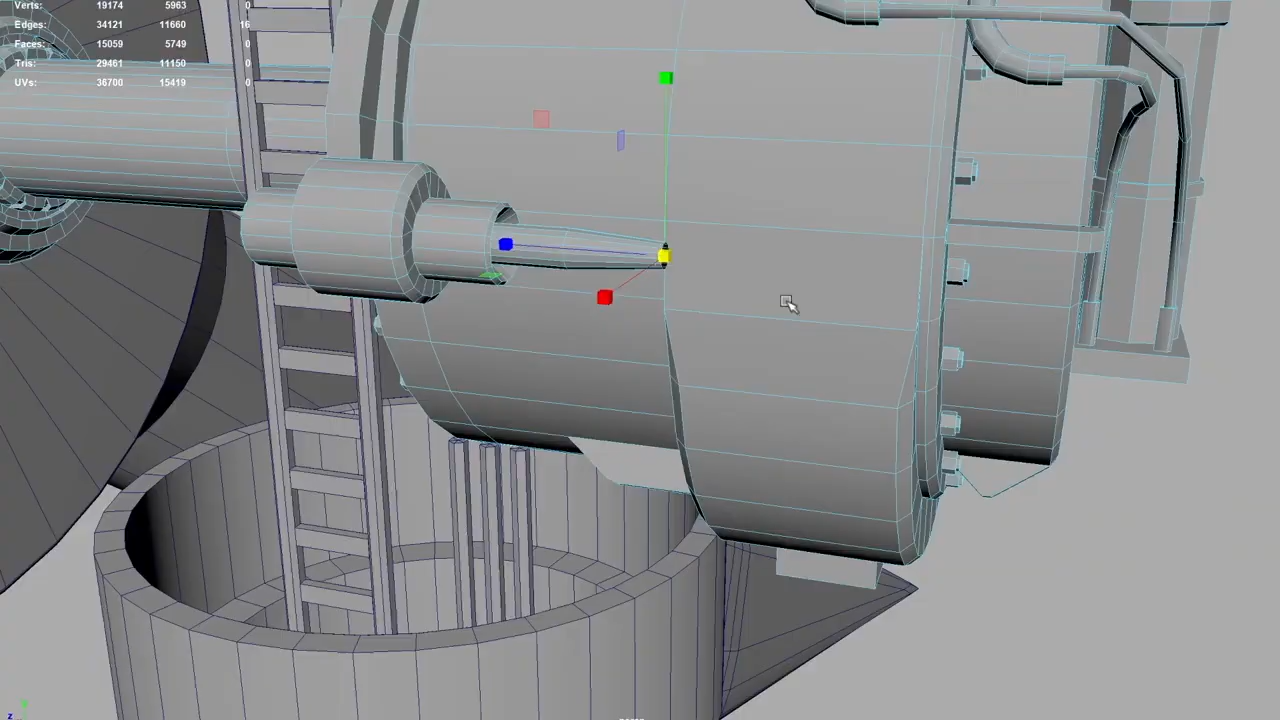 Verts: 19174 5963 0
Edges: 34121 11660 16
Faces: 15059 5749 0
Tris: 29461 11150 0
UVs: 36700 15419 0
z